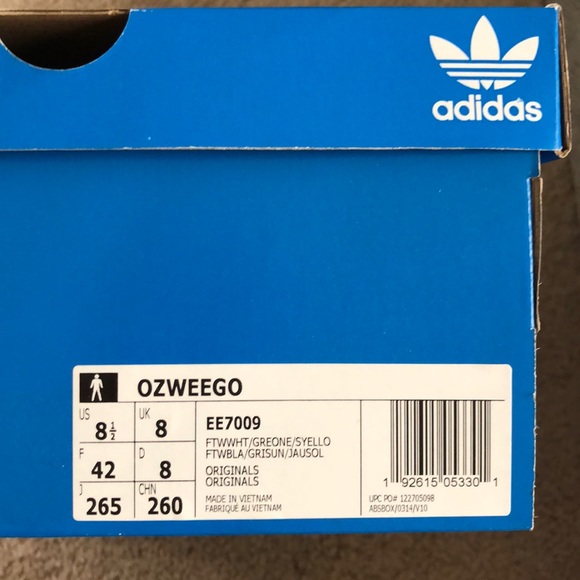 adidas
OZWEEGO
US 8½ UK 8
F 42 D 8
J 265 CHN 260
EE7009
FTWWHT/GREONE/SYELLO
FTWBLA/GRISUN/JAUSOL
ORIGINALS
ORIGINALS
MADE IN VIETNAM
FABRIQUE AU VIETNAM
1 92615 05330 1
UPC PO# 122705098
ABSBOX/0314/V10